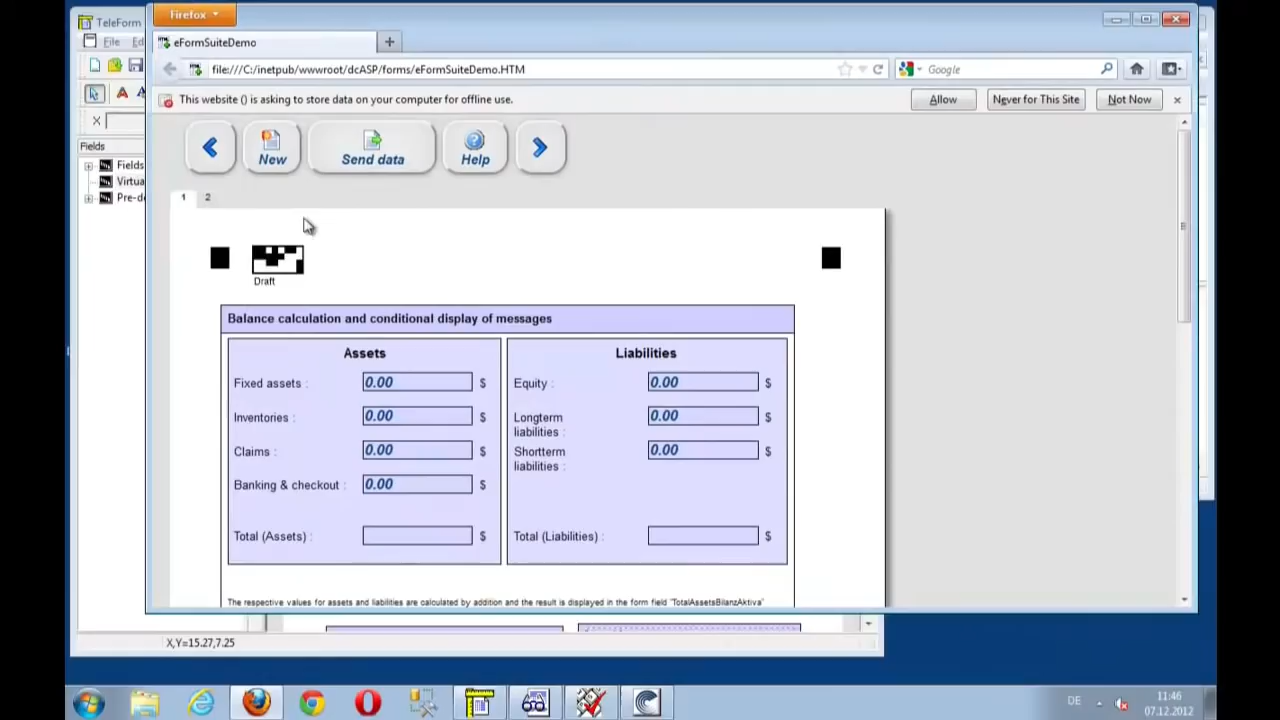 TeleForm
Firefox
File Ed
eFormSuiteDemo
file:///C:/inetpub/wwwroot/dcASP/forms/eFormSuiteDemo.HTM
Google
This website () is asking to store data on your computer for offline use.
Allow
Never for This Site
Not Now
New
Send data
Help
Fields
Fields
Virtua
Pre-d
1 2
Draft
Balance calculation and conditional display of messages
Assets
Liabilities
Fixed assets : 0.00 $
Equity : 0.00 $
Inventories : 0.00 $
Longterm liabilities : 0.00 $
Claims : 0.00 $
Shortterm liabilities : 0.00 $
Banking & checkout : 0.00 $
Total (Assets) : $
Total (Liabilities) : $
The respective values for assets and liabilities are calculated by addition and the result is displayed in the form field "TotalAssetsBilanzAktiva"
X,Y=15.27,7.25
DE
11:46
07.12.2012